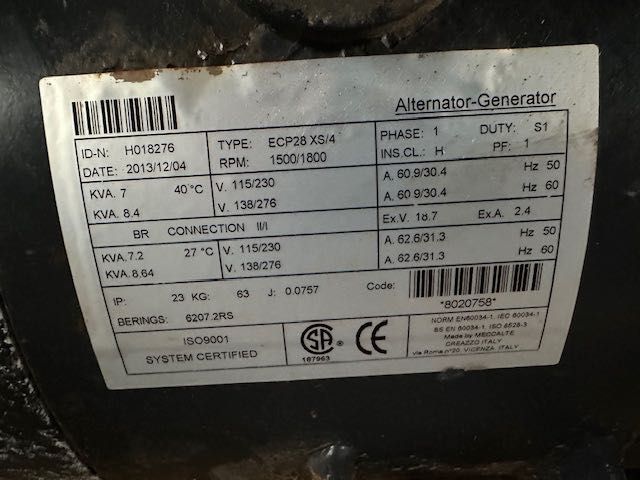 Alternator-Generator
ID-N: H018276 TYPE: ECP28 XS/4 PHASE: 1 DUTY: S1
DATE: 2013/12/04 RPM: 1500/1800 INS.CL.: H PF: 1
KVA. 7 40 °C V. 115/230 A. 60.9/30.4 Hz 50
KVA. 8.4 V. 138/276 A. 60.9/30.4 Hz 60
BR CONNECTION II/I Ex.V. 18.7 Ex.A. 2.4
KVA.7.2 27 °C V. 115/230 A. 62.6/31.3 Hz 50
KVA.8.64 V. 138/276 A. 62.6/31.3 Hz 60
IP: 23 KG: 63 J: 0.0757 Code: *8020758*
BERINGS: 6207.2RS
ISO9001
SYSTEM CERTIFIED
SA
187963
CE
NORM EN60034-1, IEC 60034-1
BS EN 60034-1, ISO 8528-3
Made by MECCALTE
CREAZZO ITALY
via Roma n°20, VICENZA, ITALY